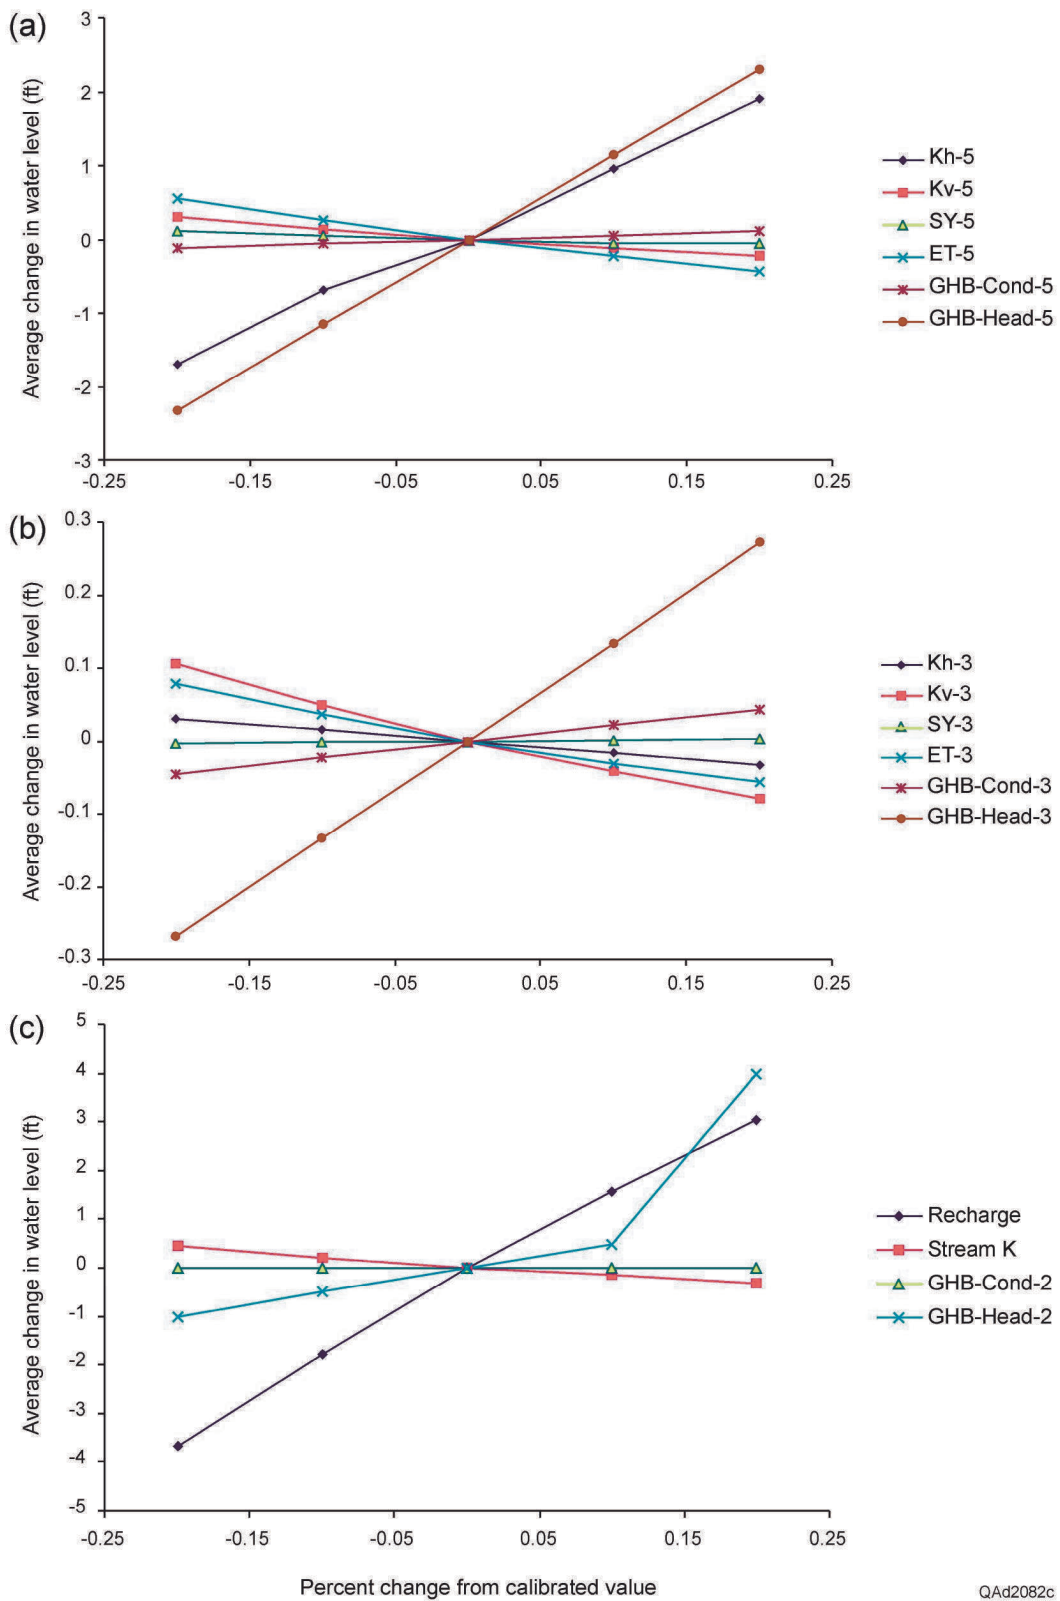 (a)
Average change in water level (ft)
3
2
1
0
-1
-2
-3
-0.25
-0.15
-0.05
0.05
0.15
0.25
Kh-5
Kv-5
SY-5
ET-5
GHB-Cond-5
GHB-Head-5
(b)
Average change in water level (ft)
0.3
0.2
0.1
0
-0.1
-0.2
-0.3
-0.25
-0.15
-0.05
0.05
0.15
0.25
Kh-3
Kv-3
SY-3
ET-3
GHB-Cond-3
GHB-Head-3
(c)
Average change in water level (ft)
5
4
3
2
1
0
-1
-2
-3
-4
-5
-0.25
-0.15
-0.05
0.05
0.15
0.25
Recharge
Stream K
GHB-Cond-2
GHB-Head-2
Percent change from calibrated value
QAd2082c